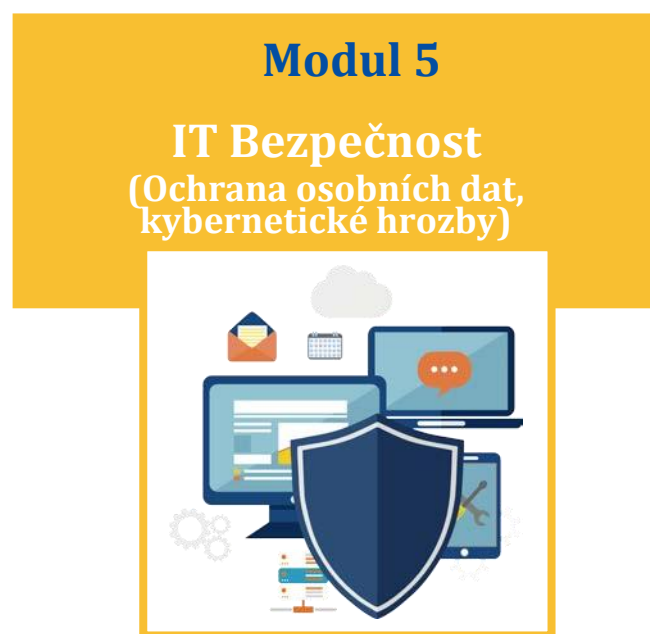 Modul 5
IT Bezpečnost
(Ochrana osobních dat,
kybernetické hrozby)